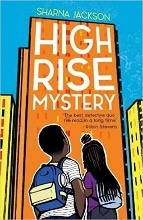 SHARNA JACKSON
HIGH
RISE
MYSTERY
'The best detective duo
I've read in a long time'
- Robin Stevens